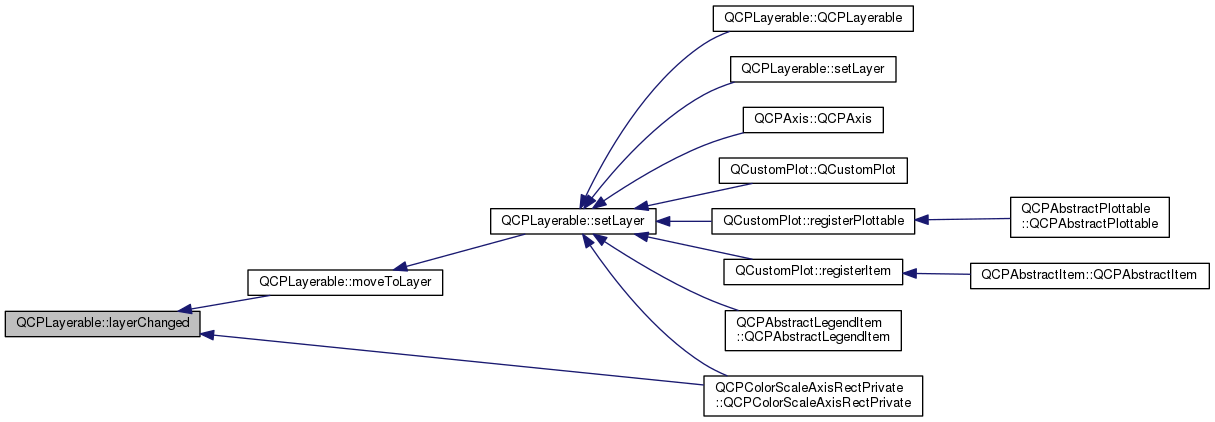 QCPLayerable::QCPLayerable
QCPLayerable::setLayer
QCPAxis::QCPAxis
QCustomPlot::QCustomPlot
QCPLayerable::setLayer
QCustomPlot::registerPlottable
QCPAbstractPlottable
::QCPAbstractPlottable
QCustomPlot::registerItem
QCPAbstractItem::QCPAbstractItem
QCPLayerable::moveToLayer
QCPLayerable::layerChanged
QCPAbstractLegendItem
::QCPAbstractLegendItem
QCPColorScaleAxisRectPrivate
::QCPColorScaleAxisRectPrivate